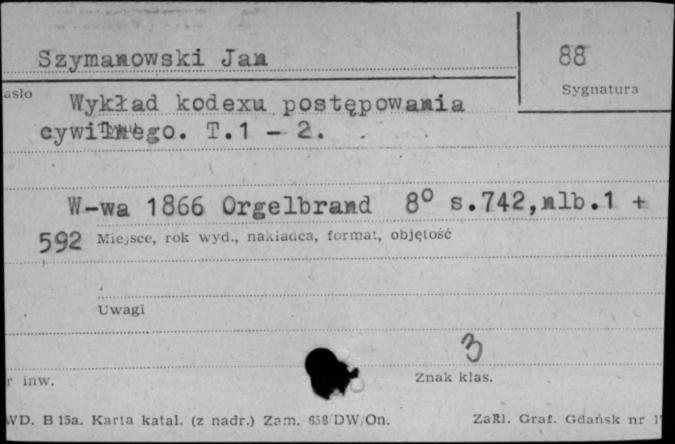 Szymanowski Jan 88
asło Sygnatura
Wykład kodexu postępowania
cywilnego. T.1 - 2.
W-wa 1866 Orgelbrand 8° s.742,nlb.1 +
592 Miejsce, rok wyd., nakładca, format, objętość
Uwagi
3
r inw. Znak klas.
WD. B 15a. Karta katal. (z nadr.) Zam. 658/DW/On. Zakł. Graf. Gdańsk nr 1